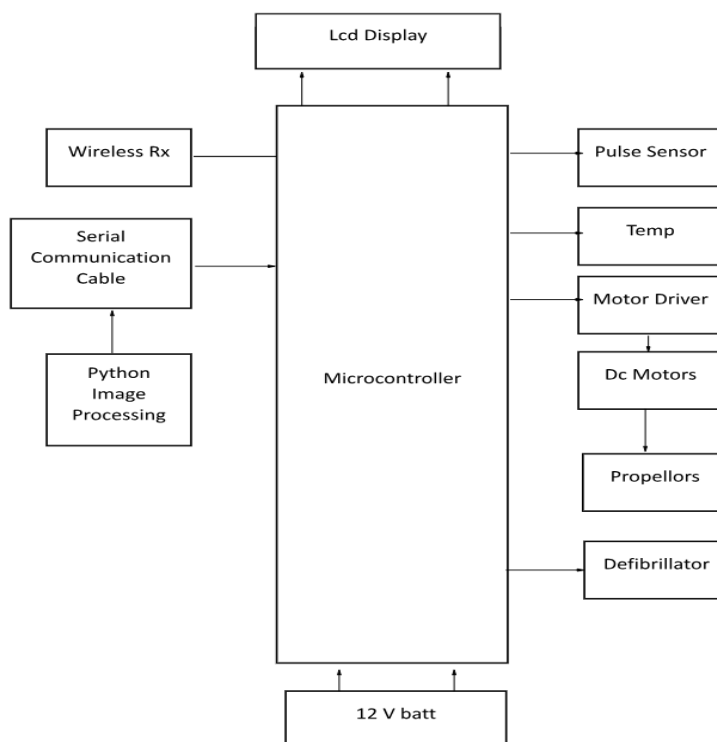 Lcd Display
Wireless Rx
Pulse Sensor
Serial
Communication
Cable
Temp
Motor Driver
Python
Image
Processing
Microcontroller
Dc Motors
Propellors
Defibrillator
12 V batt